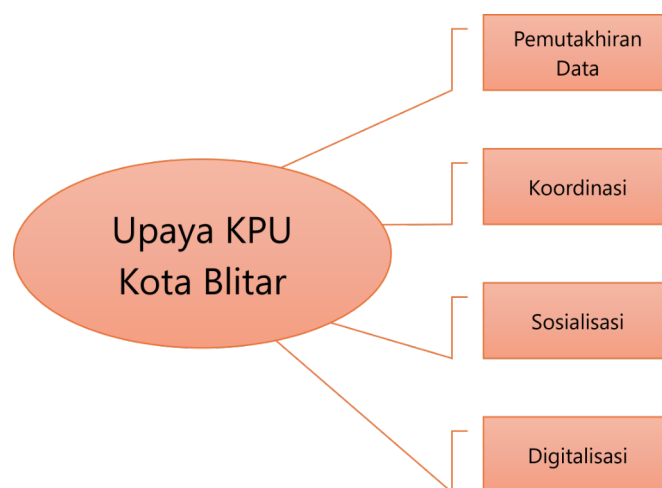 Upaya KPU
Kota Blitar
Pemutakhiran
Data
Koordinasi
Sosialisasi
Digitalisasi